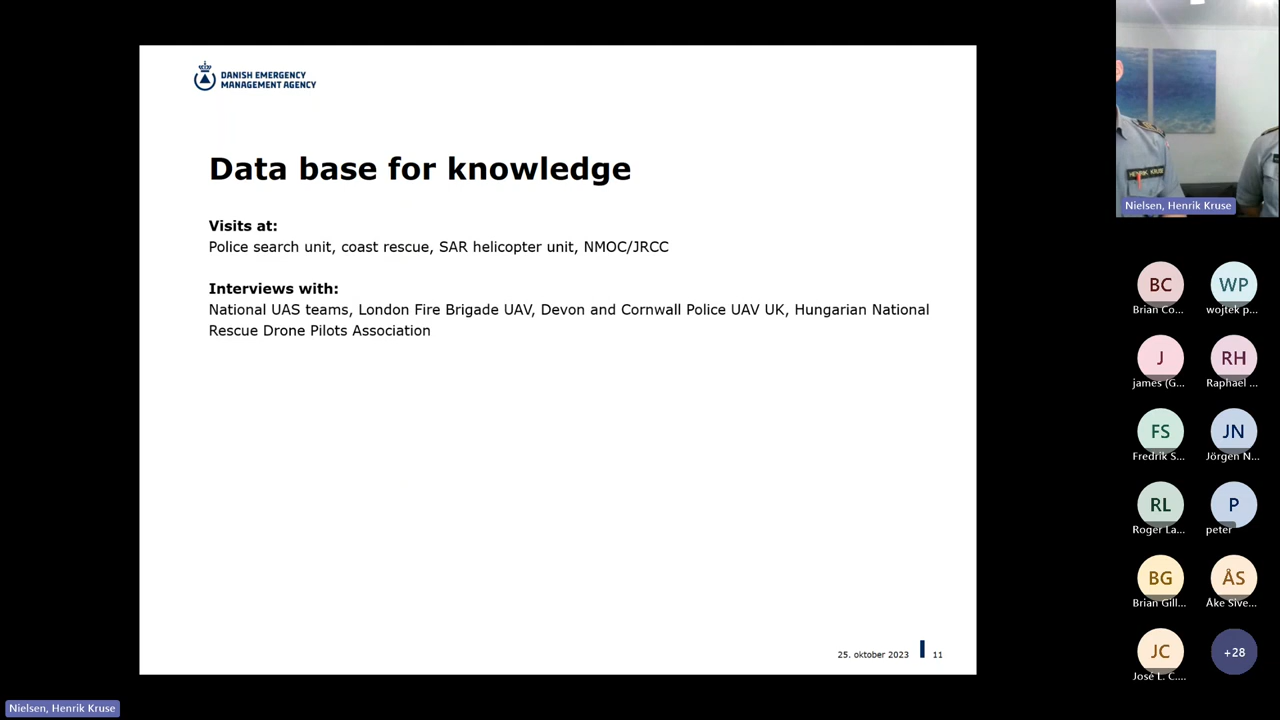 DANISH EMERGENCY
MANAGEMENT AGENCY
Data base for knowledge
Visits at:
Police search unit, coast rescue, SAR helicopter unit, NMOC/JRCC
Interviews with:
National UAS teams, London Fire Brigade UAV, Devon and Cornwall Police UAV UK, Hungarian National
Rescue Drone Pilots Association
25. oktober 2023
11
HENRIK KRUSE
Nielsen, Henrik Kruse
BC
Brian Co...
WP
wojtek p...
J
james (G...
RH
Raphael ...
FS
Fredrik S...
JN
Jörgen N...
RL
Roger La...
P
peter
BG
Brian Gill...
ÅS
Åke Sive...
JC
José L. C....
+28
Nielsen, Henrik Kruse